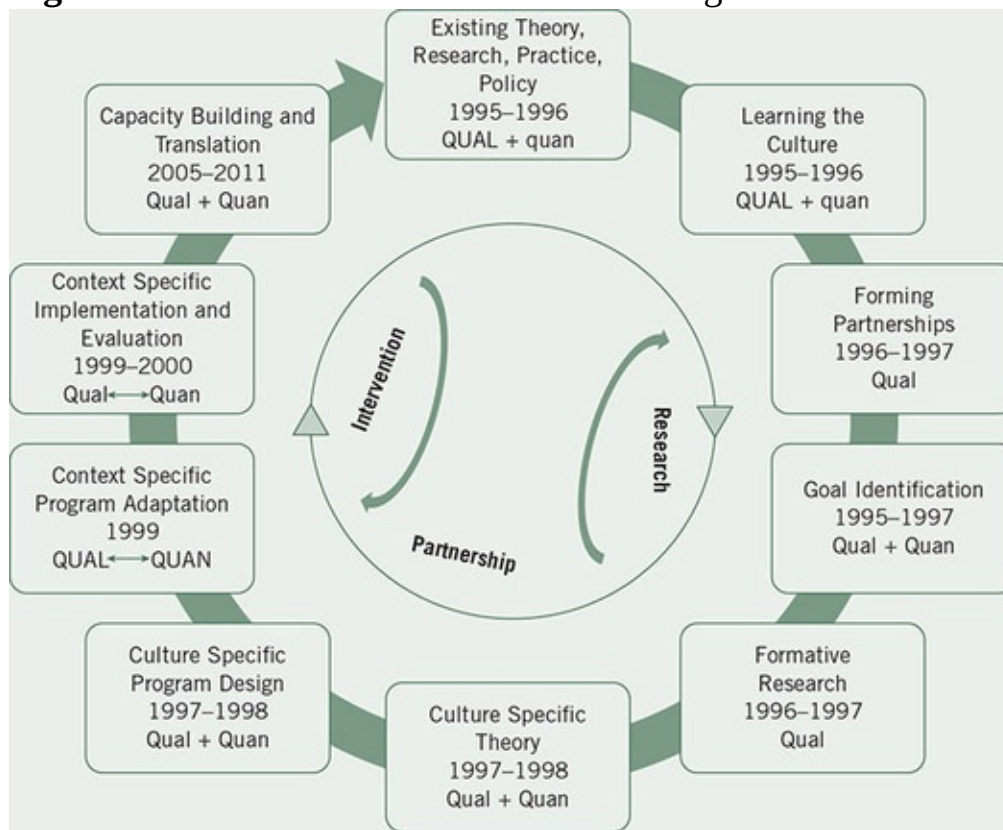 Existing Theory,
Research, Practice,
Policy
1995–1996
QUAL + quan
Learning the
Culture
1995–1996
QUAL + quan
Forming
Partnerships
1996–1997
Qual
Goal Identification
1995–1997
Qual + Quan
Formative
Research
1996–1997
Qual
Culture Specific
Theory
1997–1998
Qual + Quan
Culture Specific
Program Design
1997–1998
Qual + Quan
Context Specific
Program Adaptation
1999
QUAL↔QUAN
Context Specific
Implementation and
Evaluation
1999–2000
Qual↔Quan
Capacity Building and
Translation
2005–2011
Qual + Quan
Intervention
Research
Partnership